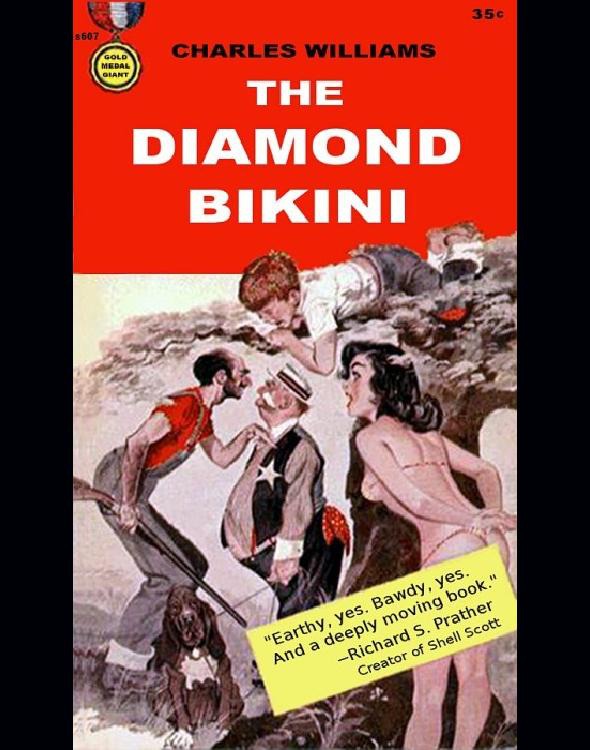 35c
s607
GOLD
MEDAL
GIANT
CHARLES WILLIAMS
THE
DIAMOND
BIKINI
"Earthy, yes. Bawdy, yes.
And a deeply moving book."
—Richard S. Prather
Creator of Shell Scott